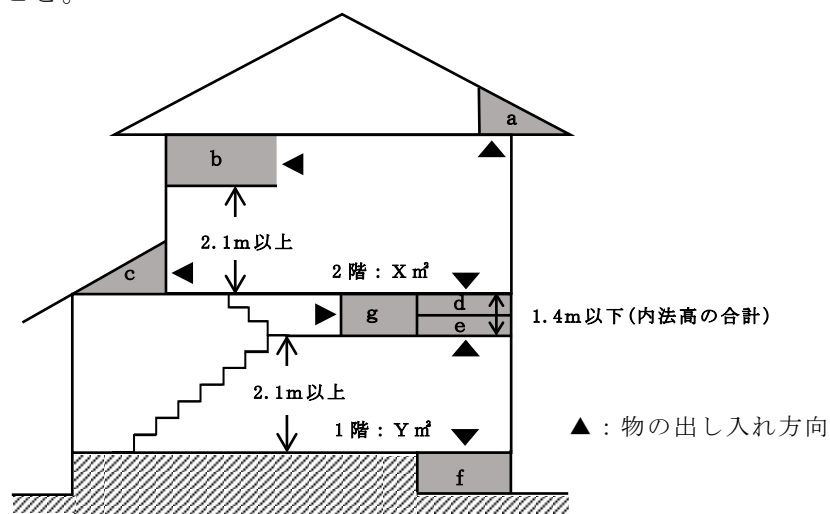 こと。
a
b
2.1m以上
c
2階:X㎡
d
g
e
1.4m以下(内法高の合計)
2.1m以上
1階:Y㎡
▲:物の出し入れ方向
f